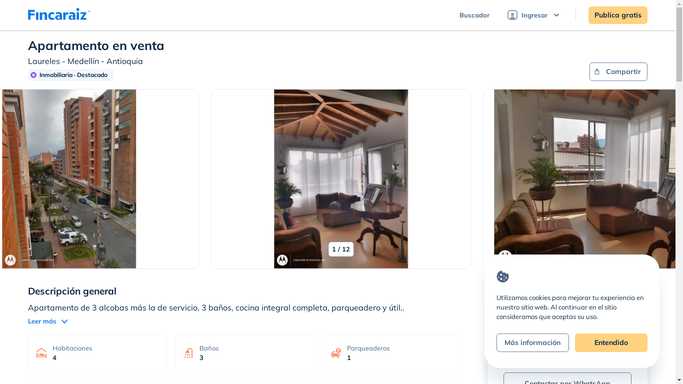 Fincaraiz
Buscador
Ingresar
Publica gratis
Apartamento en venta
Laureles - Medellín - Antioquia
Inmobiliaria · Destacado
Compartir
1 / 12
Descripción general
Apartamento de 3 alcobas más la de servicio, 3 baños, cocina integral completa, parqueadero y útil..
Leer más
Habitaciones
4
Baños
3
Parqueaderos
1
Utilizamos cookies para mejorar tu experiencia en
nuestro sitio web. Al continuar en el sitio
consideramos que aceptas su uso.
Más información
Entendido
Contactar por WhatsApp